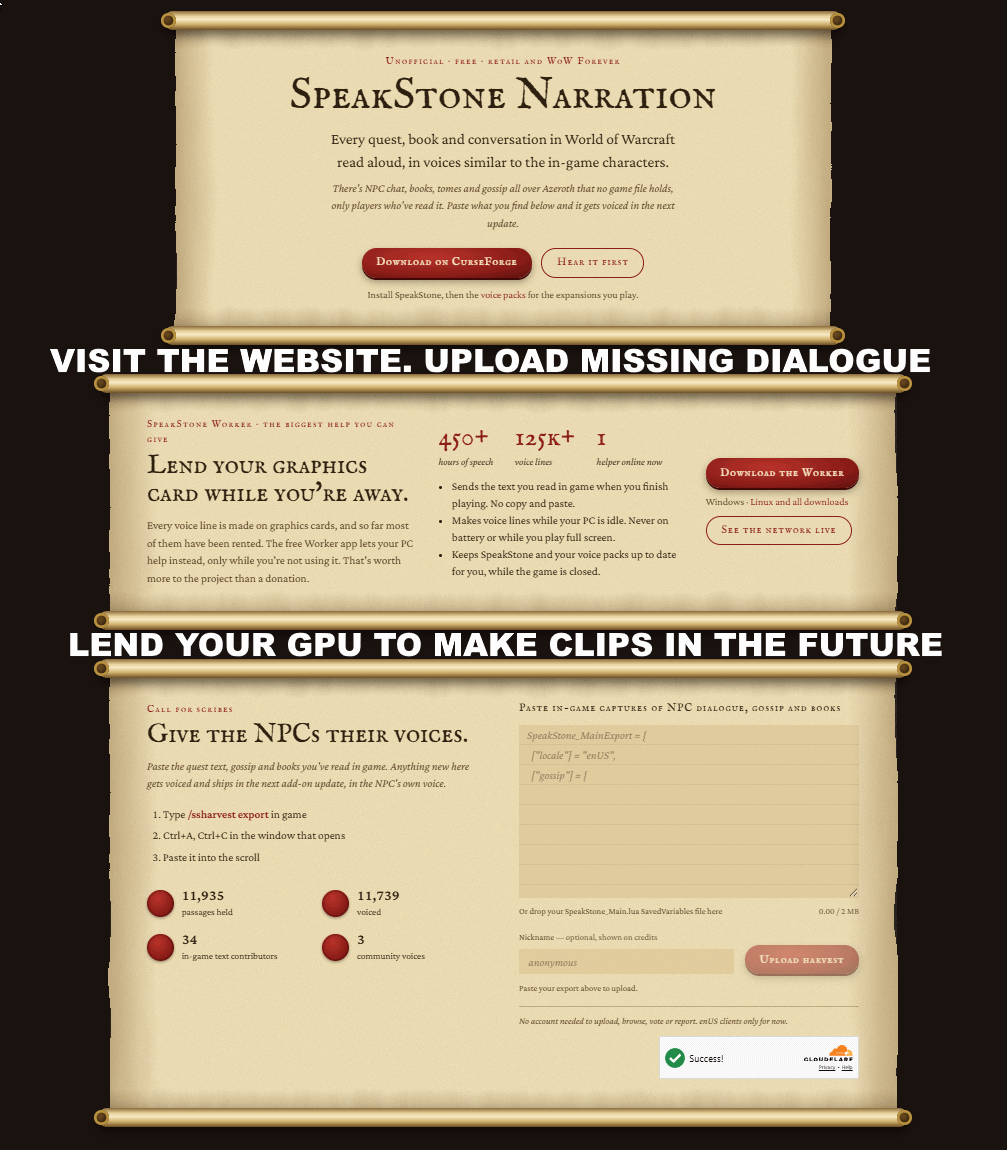 Unofficial · free · retail and WoW Forever
SpeakStone Narration
Every quest, book and conversation in World of Warcraft
read aloud, in voices similar to the in-game characters.
There's NPC chat, books, tomes and gossip all over Azeroth that no game file holds,
only players who've read it. Paste what you find below and it gets voiced in the next
update.
Download on CurseForge
Hear it first
Install SpeakStone, then the voice packs for the expansions you play.
VISIT THE WEBSITE. UPLOAD MISSING DIALOGUE
SpeakStone Worker · the biggest help you can
give
Lend your graphics
card while you're away.
Every voice line is made on graphics cards, and so far most
of them have been rented. The free Worker app lets your PC
help instead, only while you're not using it. That's worth
more to the project than a donation.
450+ 125K+ 1
hours of speech voice lines helper online now
• Sends the text you read in game when you finish
playing. No copy and paste.
• Makes voice lines while your PC is idle. Never on
battery or while you play full screen.
• Keeps SpeakStone and your voice packs up to date
for you, while the game is closed.
Download the Worker
Windows · Linux and all downloads
See the network live
LEND YOUR GPU TO MAKE CLIPS IN THE FUTURE
Call for scribes
Give the NPCs their voices.
Paste the quest text, gossip and books you've read in game. Anything new here
gets voiced and ships in the next add-on update, in the NPC's own voice.
1. Type /ssharvest export in game
2. Ctrl+A, Ctrl+C in the window that opens
3. Paste it into the scroll
11,935 11,739
passages held voiced
34 3
in-game text contributors community voices
Paste in-game captures of NPC dialogue, gossip and books
SpeakStone_MainExport = {
["locale"] = "enUS",
["gossip"] = {
Or drop your SpeakStone_Main.lua SavedVariables file here 0.00 / 2 MB
Nickname — optional, shown on credits
anonymous
Upload harvest
Paste your export above to upload.
No account needed to upload, browse, vote or report. enUS clients only for now.
Success!
CLOUDFLARE
Privacy • Help